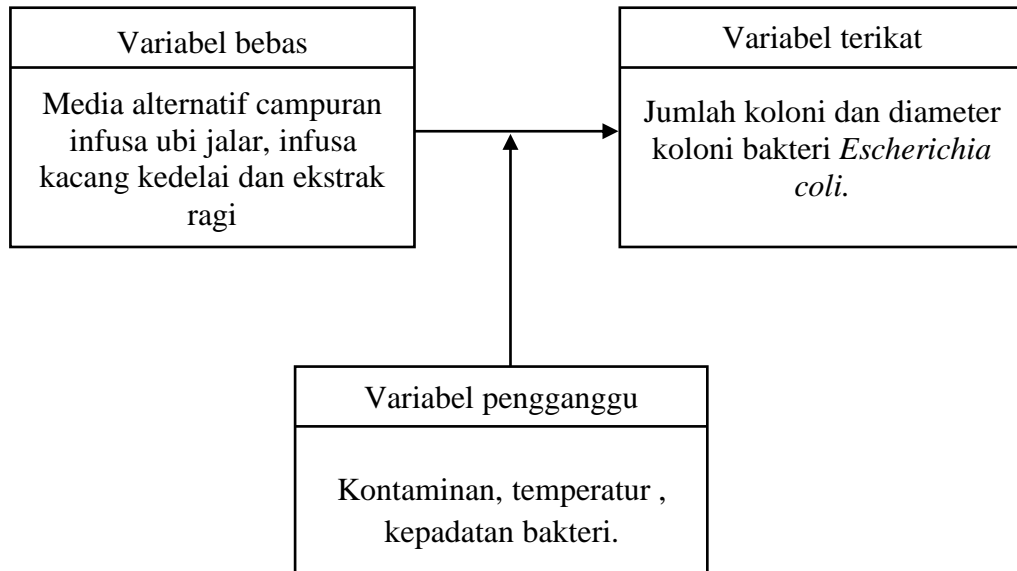 Variabel bebas
Media alternatif campuran
infusa ubi jalar, infusa
kacang kedelai dan ekstrak
ragi
Variabel terikat
Jumlah koloni dan diameter
koloni bakteri Escherichia
coli.
Variabel pengganggu
Kontaminan, temperatur ,
kepadatan bakteri.